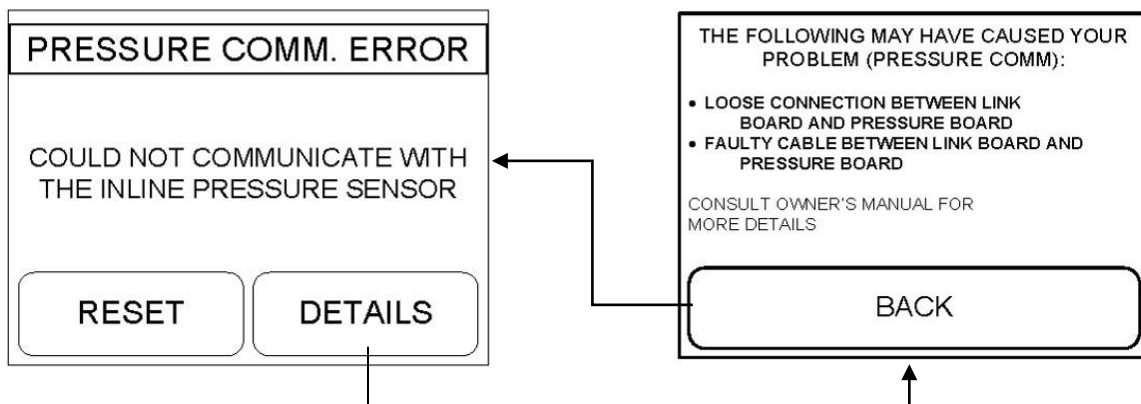 PRESSURE COMM. ERROR
COULD NOT COMMUNICATE WITH
THE INLINE PRESSURE SENSOR
RESET
DETAILS
THE FOLLOWING MAY HAVE CAUSED YOUR
PROBLEM (PRESSURE COMM):
• LOOSE CONNECTION BETWEEN LINK
BOARD AND PRESSURE BOARD
• FAULTY CABLE BETWEEN LINK BOARD AND
PRESSURE BOARD
CONSULT OWNER'S MANUAL FOR
MORE DETAILS
BACK